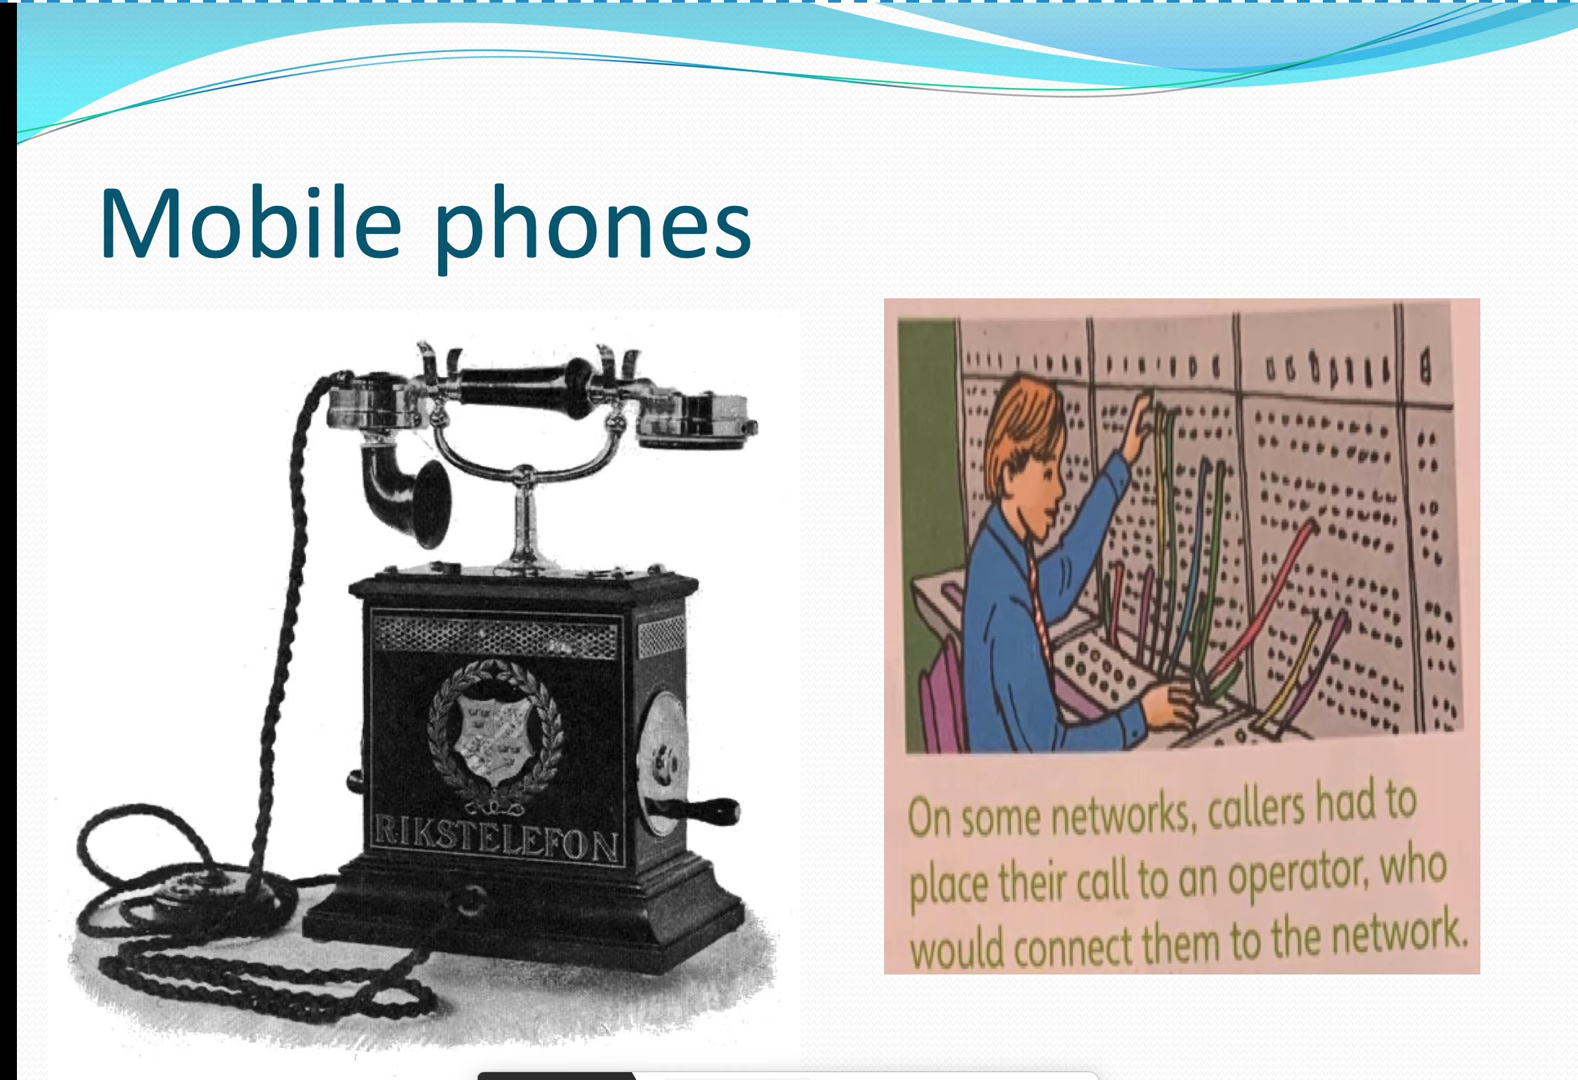 Mobile phones
RIKSTELEFON
On some networks, callers had to
place their call to an operator, who
would connect them to the network.